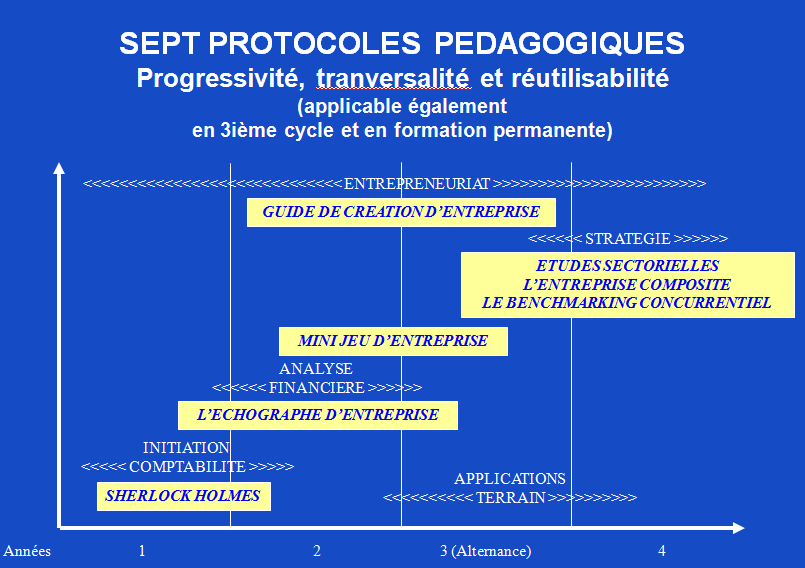 SEPT PROTOCOLES PEDAGOGIQUES
Progressivité, tranversalité et réutilisabilité
(applicable également
en 3ième cycle et en formation permanente)
<<<<<<<<<<<<<<<<<<<<<<<<<<<< ENTREPRENEURIAT >>>>>>>>>>>>>>>>>>>>>>>
GUIDE DE CREATION D’ENTREPRISE
<<<<<< STRATEGIE >>>>>>
ETUDES SECTORIELLES
L’ENTREPRISE COMPOSITE
LE BENCHMARKING CONCURRENTIEL
MINI JEU D’ENTREPRISE
ANALYSE
<<<<<< FINANCIERE >>>>>>
L’ECHOGRAPHE D’ENTREPRISE
INITIATION
<<<<< COMPTABILITE >>>>>
SHERLOCK HOLMES
APPLICATIONS
<<<<<<<<<< TERRAIN >>>>>>>>>>
Années 1 2 3 (Alternance) 4